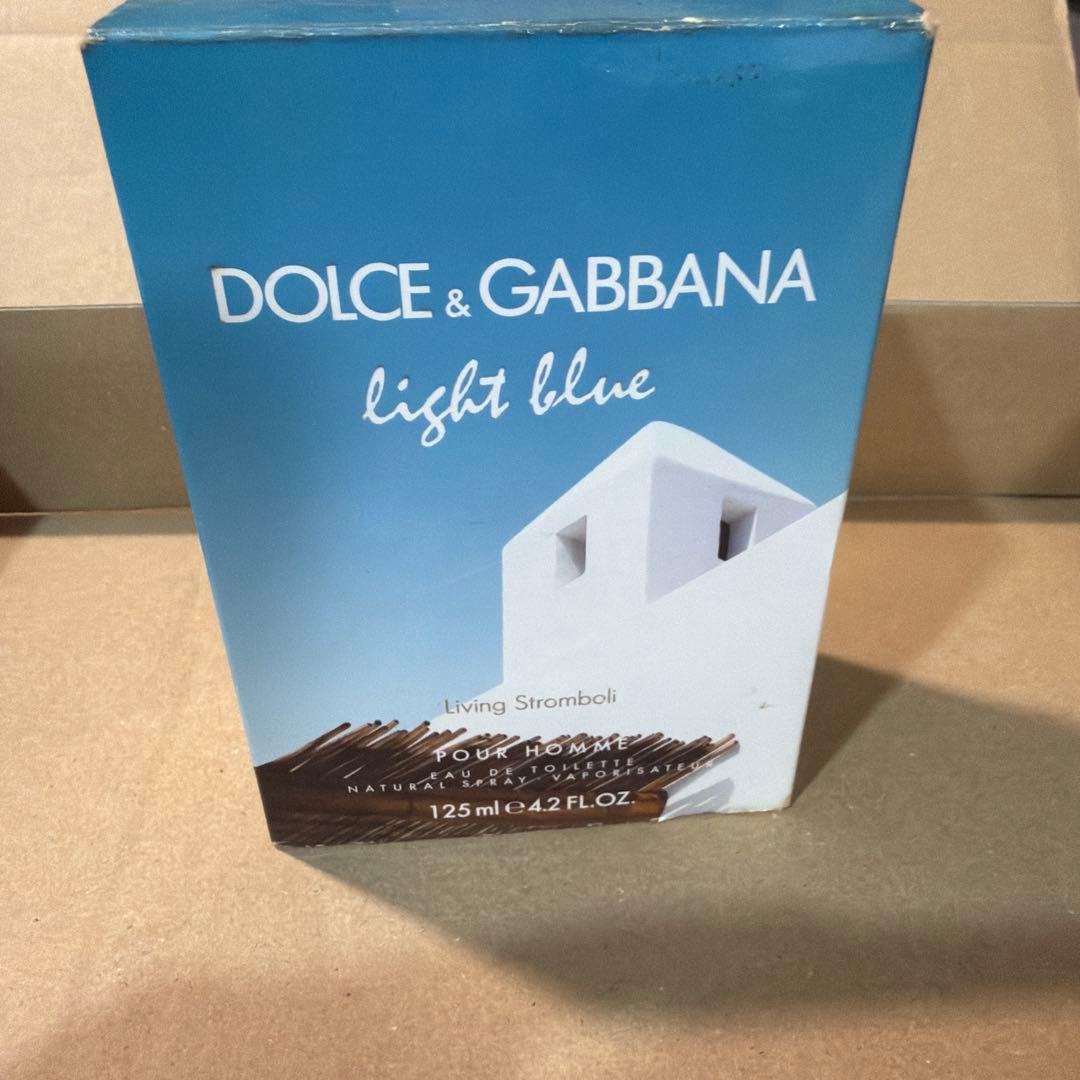 DOLCE & GABBANA
light blue
Living Stromboli
POUR HOMME
EAU DE TOILETTE
NATURAL SPRAY VAPORISATEUR
125 ml e 4.2 FL.OZ.